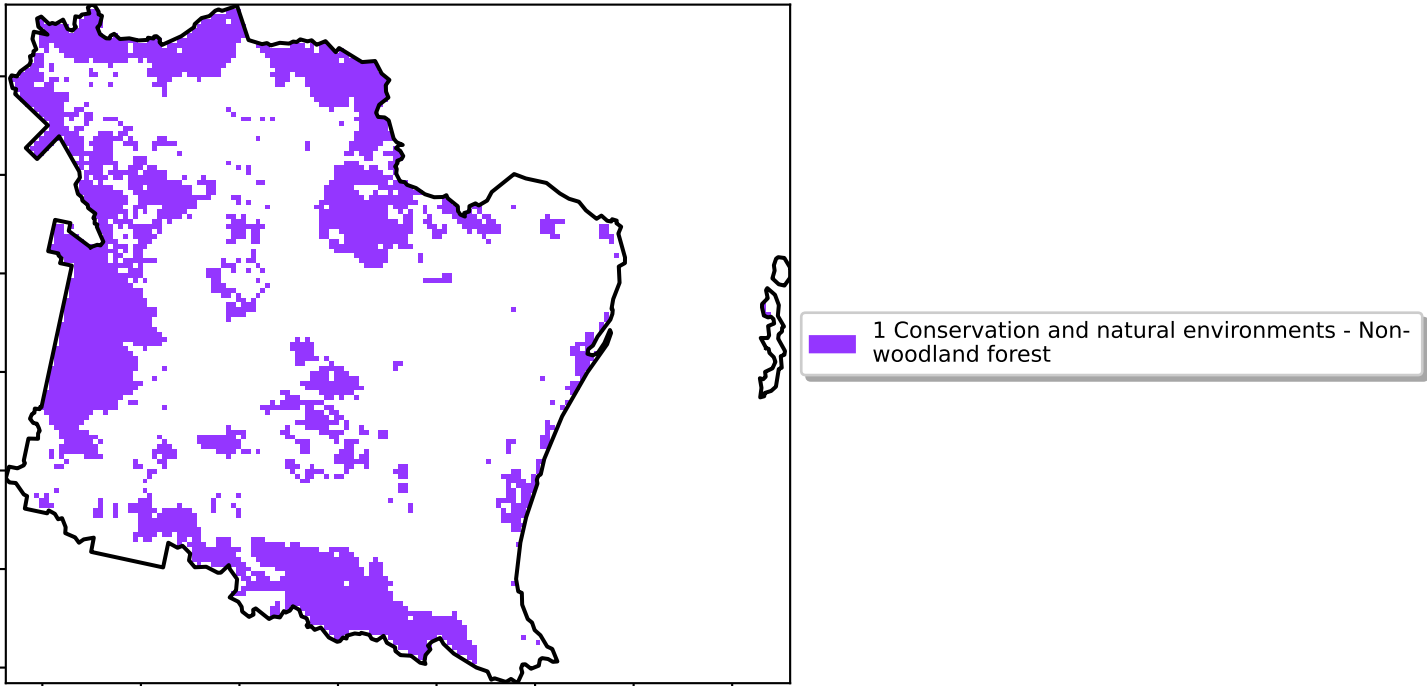 1 Conservation and natural environments - Non-
woodland forest